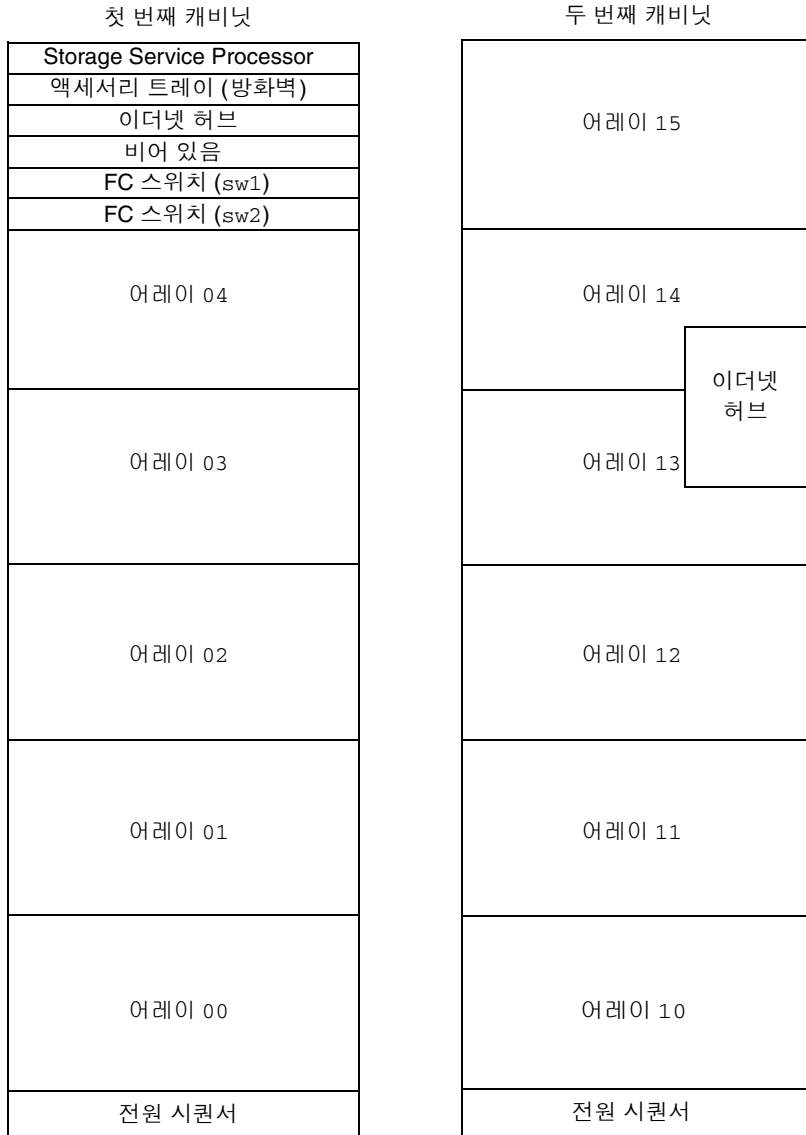 첫 번째 캐비닛
Storage Service Processor
액세서리 트레이 (방화벽)
이더넷 허브
비어 있음
FC 스위치 (sw1)
FC 스위치 (sw2)
어레이 04
어레이 03
어레이 02
어레이 01
어레이 00
전원 시퀀서
두 번째 캐비닛
어레이 15
어레이 14
이더넷
허브
어레이 13
어레이 12
어레이 11
어레이 10
전원 시퀀서